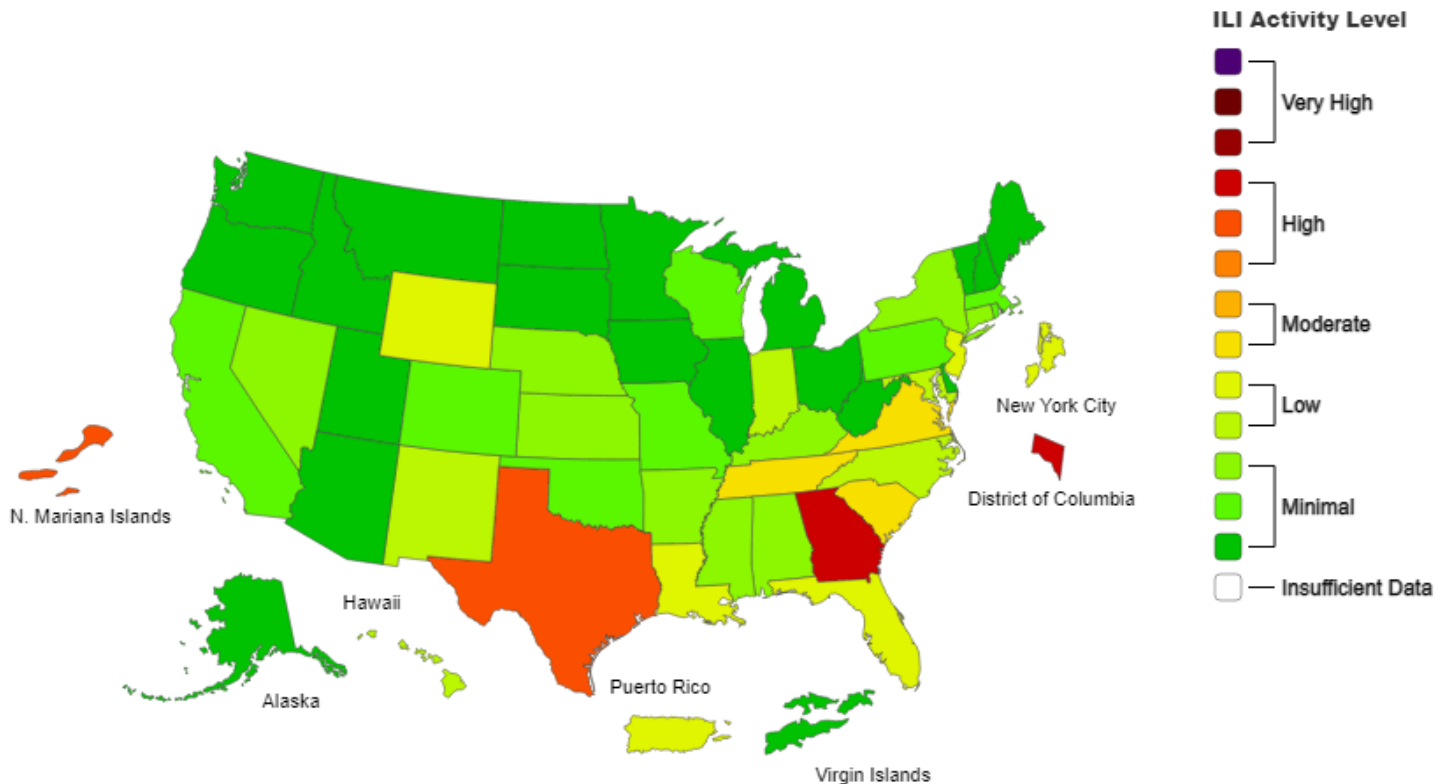 ILI Activity Level
Very High
High
Moderate
Low
Minimal
Insufficient Data
New York City
District of Columbia
N. Mariana Islands
Hawaii
Alaska
Puerto Rico
Virgin Islands